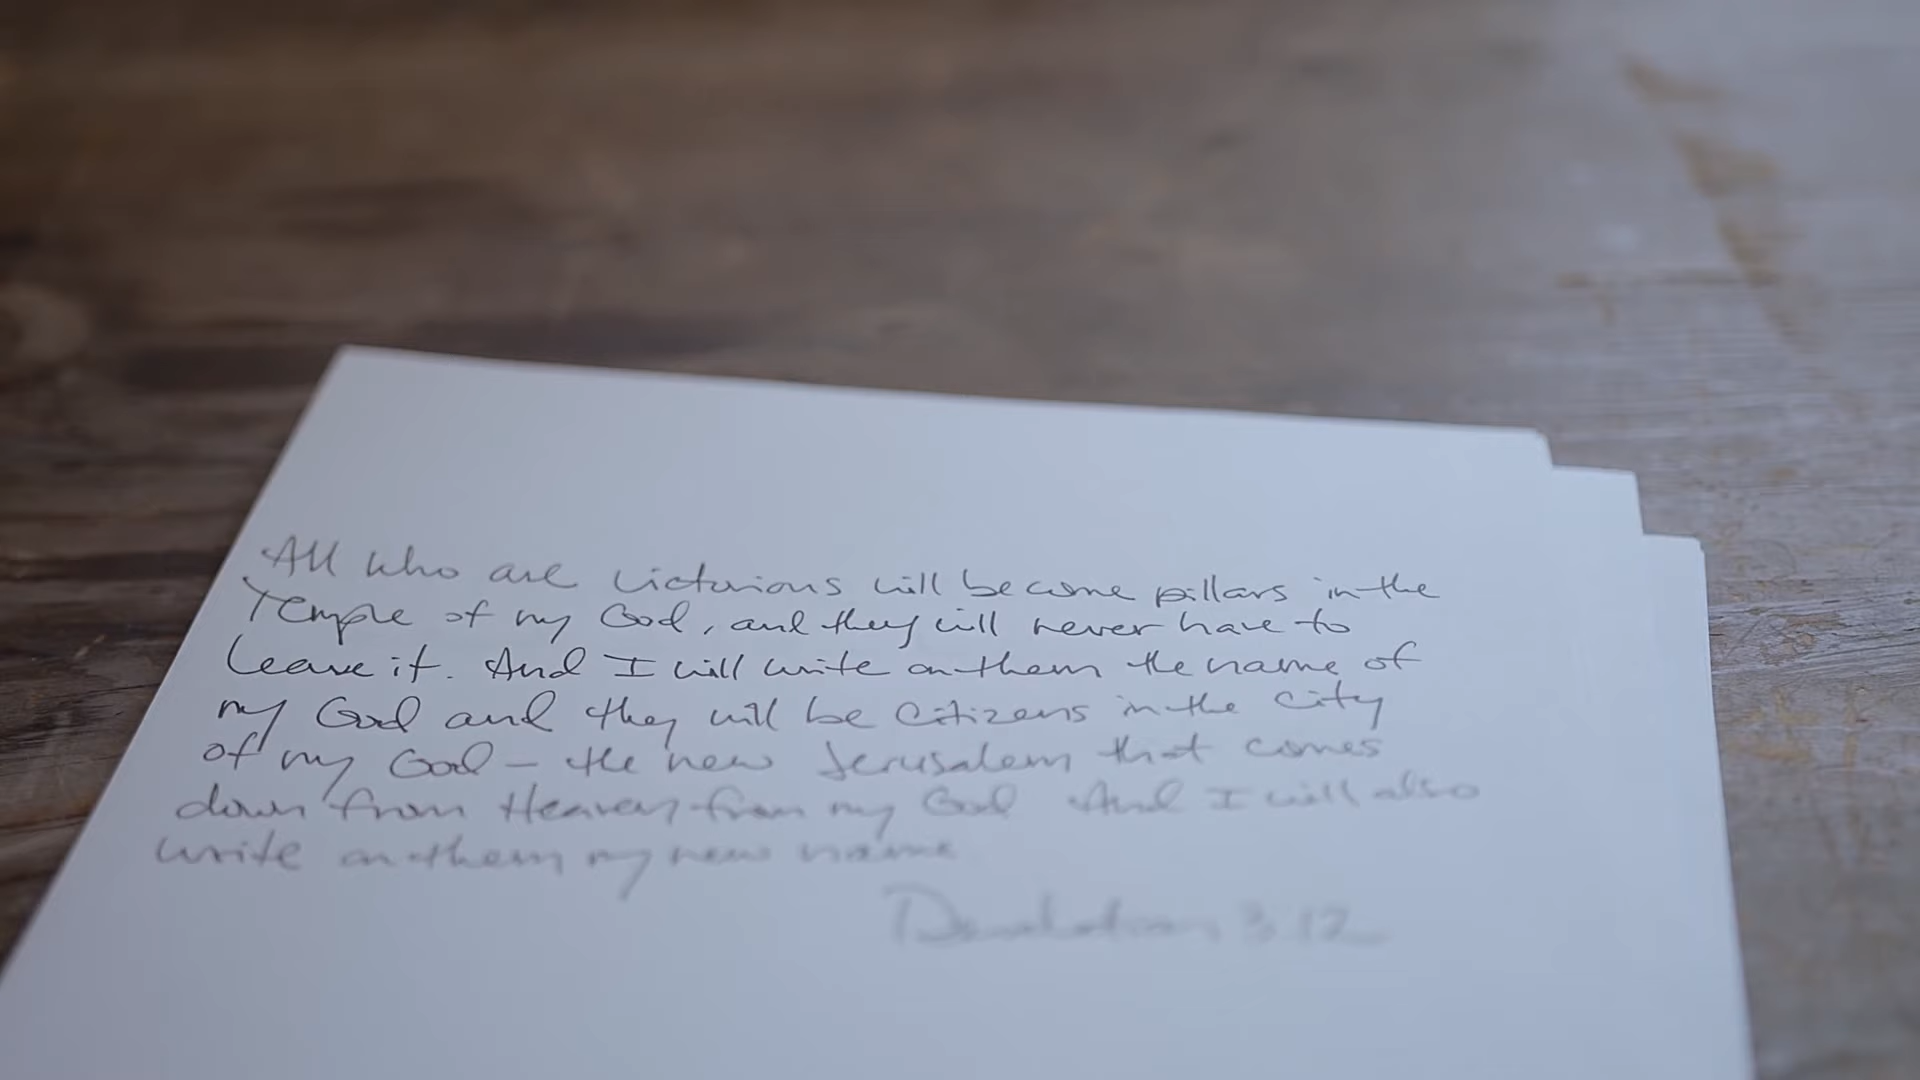 All who are victorious will become pillars in the
Temple of my God, and they will never have to
leave it. And I will write on them the name of
my God and they will be citizens in the city
of my God - the new Jerusalem that comes
down from Heaven from my God And I will also
write on them my new name
Revelation 3.12